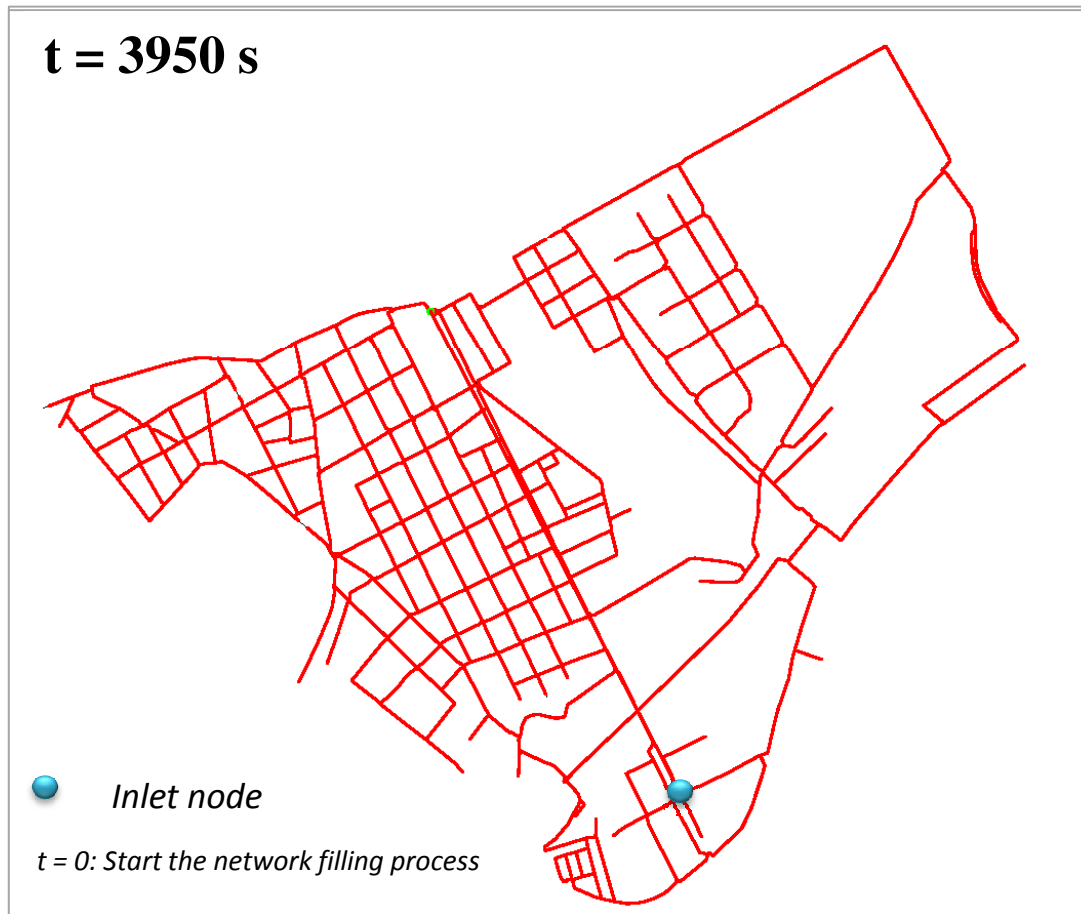 t = 3950 s
Inlet node
t = 0: Start the network filling process